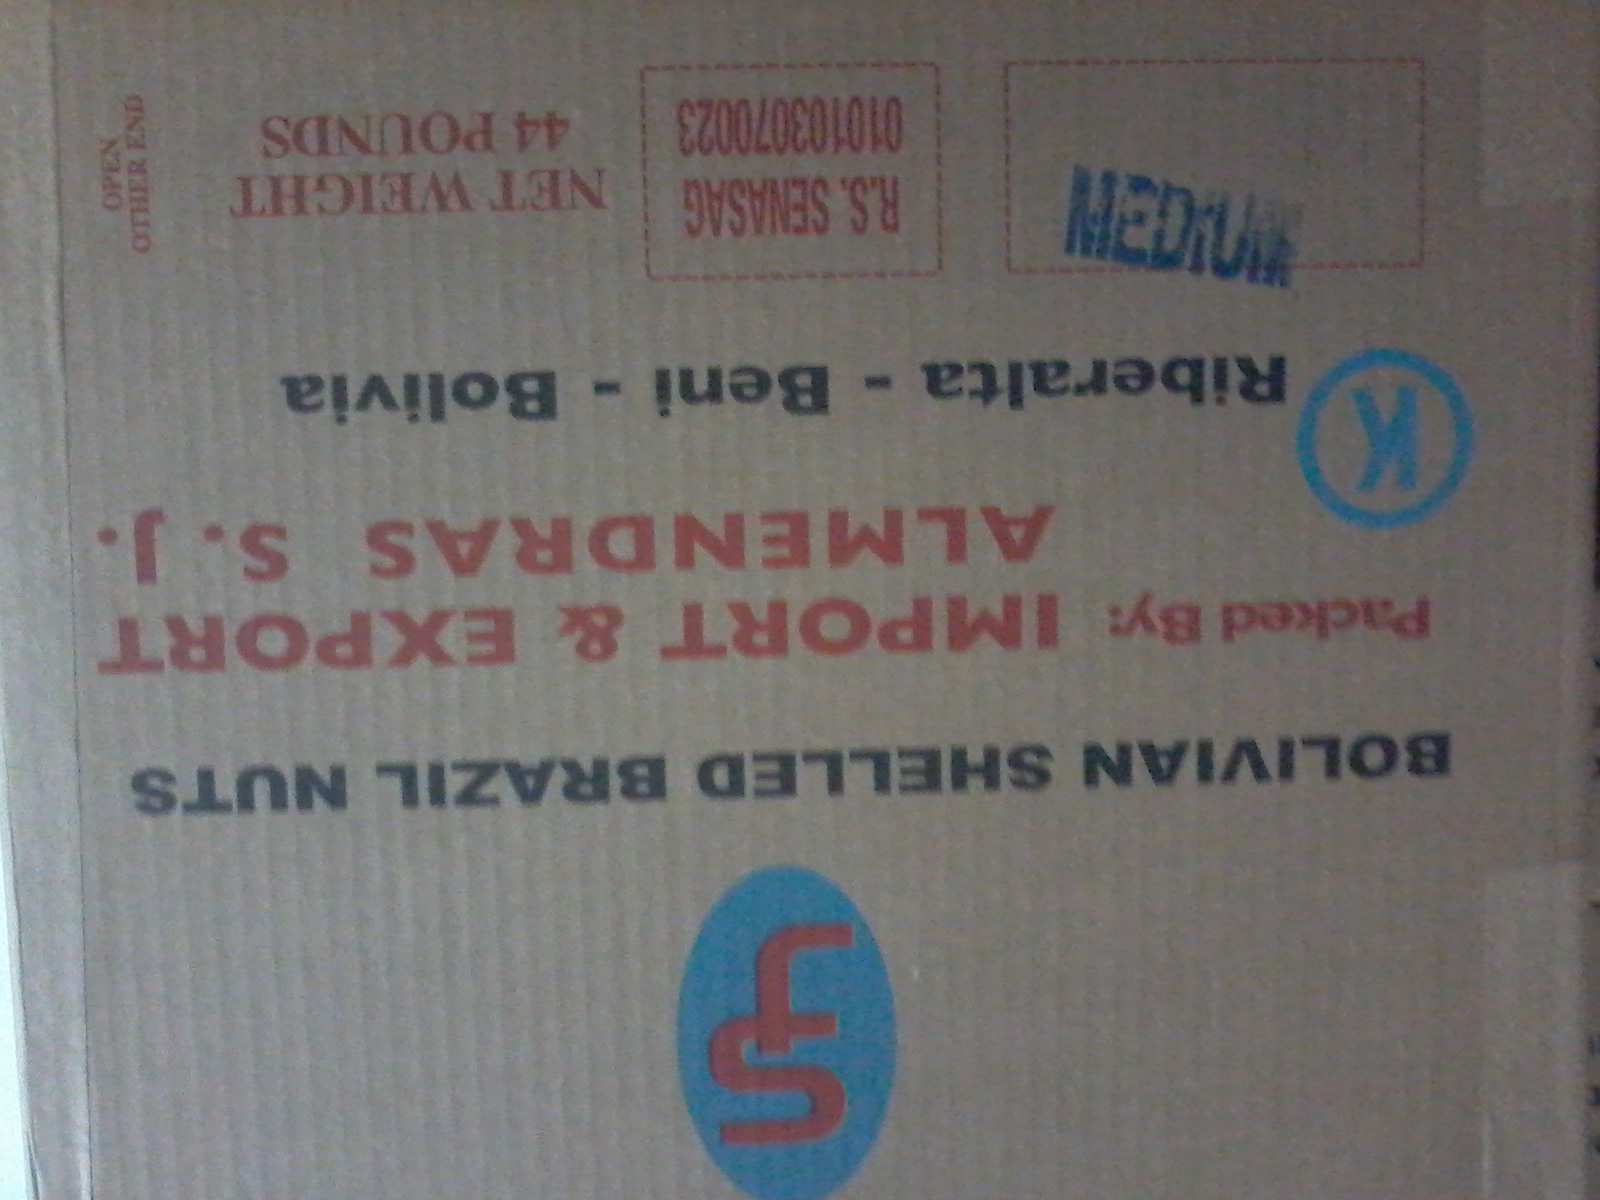 SJ
BOLIVIAN SHELLED BRAZIL NUTS
Packed By: IMPORT & EXPORT
ALMENDRAS S. J.
K
Riberalta - Beni - Bolivia
MEDIUM
R.S. SENASAG
010103070023
NET WEIGHT
44 POUNDS
OPEN
OTHER END